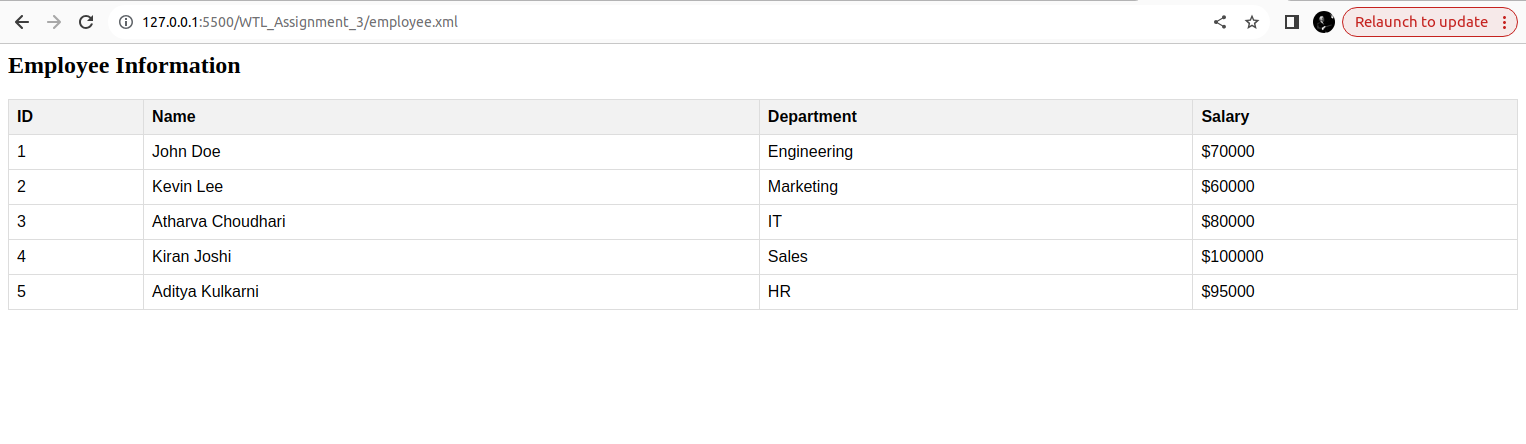 127.0.0.1:5500/WTL_Assignment_3/employee.xml Relaunch to update
Employee Information
ID Name Department Salary
1 John Doe Engineering $70000
2 Kevin Lee Marketing $60000
3 Atharva Choudhari IT $80000
4 Kiran Joshi Sales $100000
5 Aditya Kulkarni HR $95000